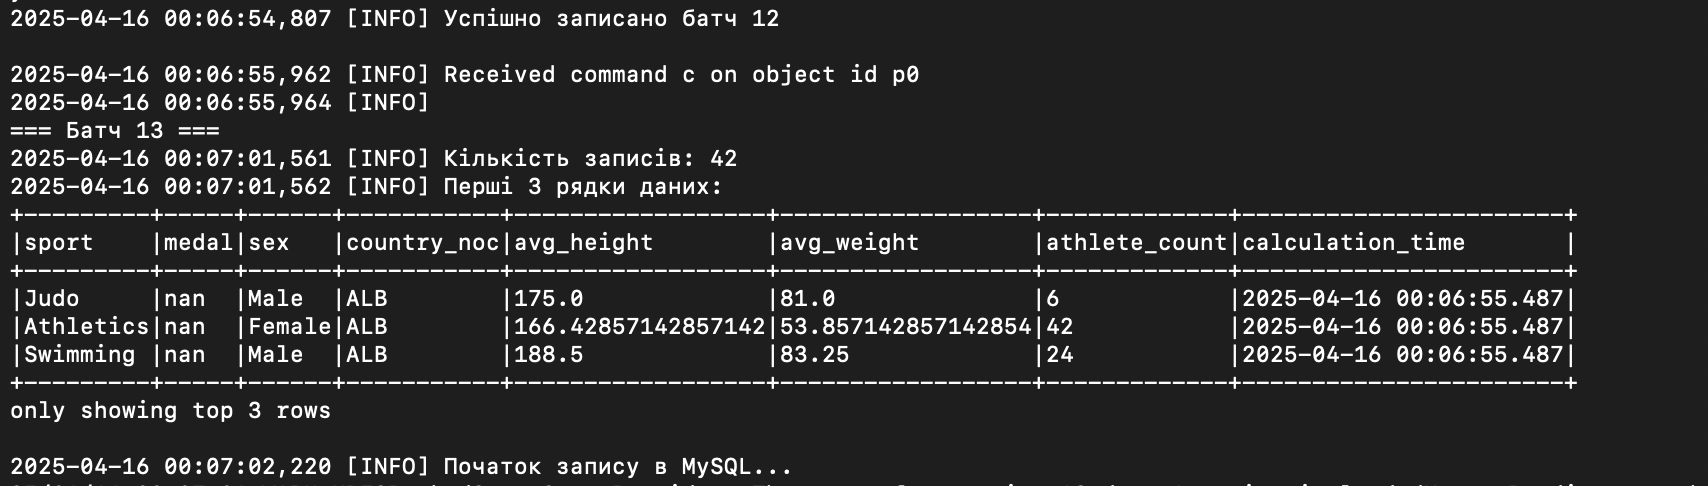 2025-04-16 00:06:54,807 [INFO] Успішно записано батч 12
2025-04-16 00:06:55,962 [INFO] Received command c on object id p0
2025-04-16 00:06:55,964 [INFO]
=== Батч 13 ===
2025-04-16 00:07:01,561 [INFO] Кількість записів: 42
2025-04-16 00:07:01,562 [INFO] Перші 3 рядки даних:
+---------+-----+------+-----------+------------------+------------------+-------------+-----------------------+
|sport    |medal|sex   |country_noc|avg_height        |avg_weight        |athlete_count|calculation_time       |
+---------+-----+------+-----------+------------------+------------------+-------------+-----------------------+
|Judo     |nan  |Male  |ALB        |175.0             |81.0              |6            |2025-04-16 00:06:55.487|
|Athletics|nan  |Female|ALB        |166.42857142857142|53.857142857142854|42           |2025-04-16 00:06:55.487|
|Swimming |nan  |Male  |ALB        |188.5             |83.25             |24           |2025-04-16 00:06:55.487|
+---------+-----+------+-----------+------------------+------------------+-------------+-----------------------+
only showing top 3 rows
2025-04-16 00:07:02,220 [INFO] Початок запису в MySQL...